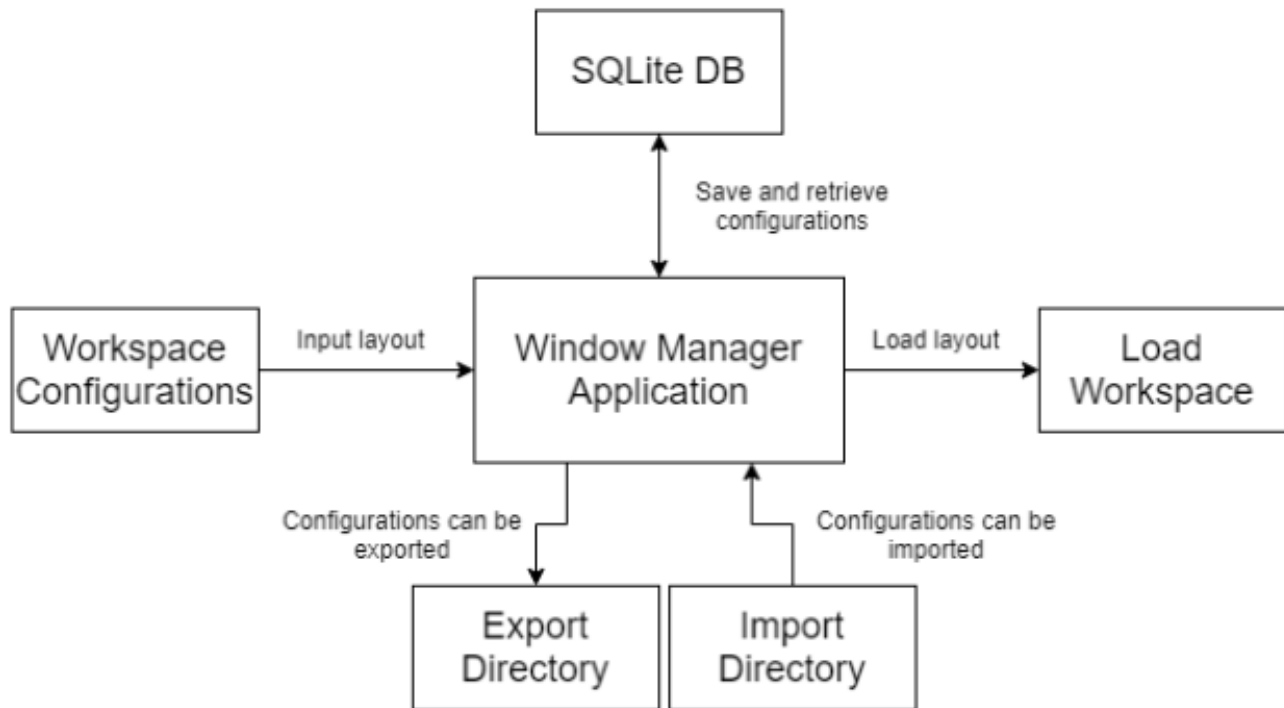 SQLite DB
Save and retrieve
configurations
Workspace
Configurations
Input layout
Window Manager
Application
Load layout
Load
Workspace
Configurations can be
exported
Configurations can be
imported
Export
Directory
Import
Directory